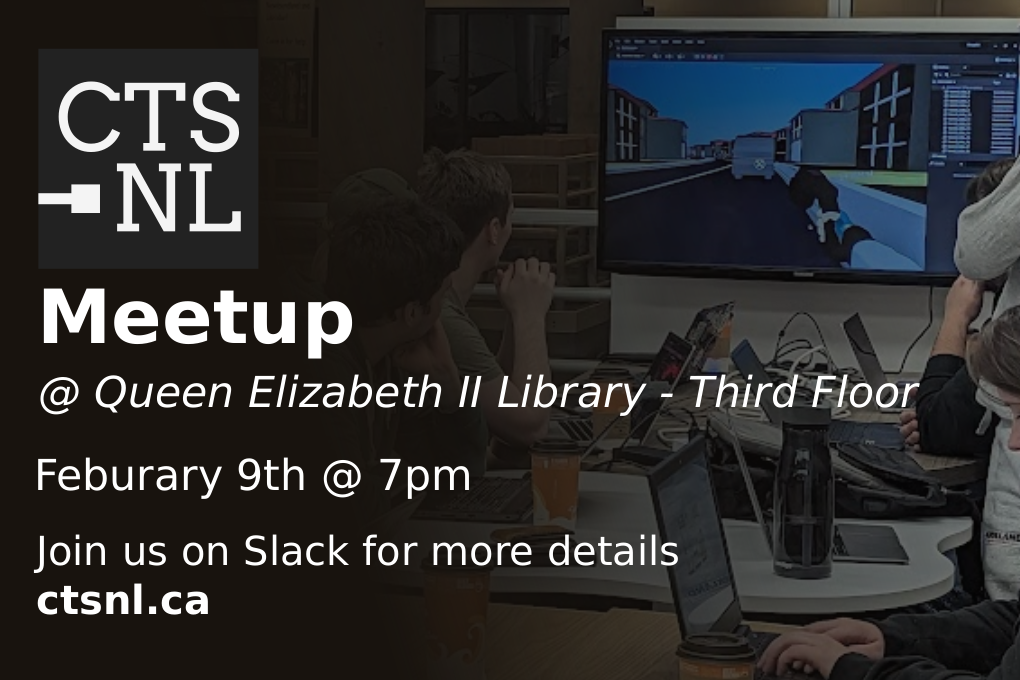 CTS
NL
Meetup
@ Queen Elizabeth II Library - Third Floor
Feburary 9th @ 7pm
Join us on Slack for more details
ctsnl.ca